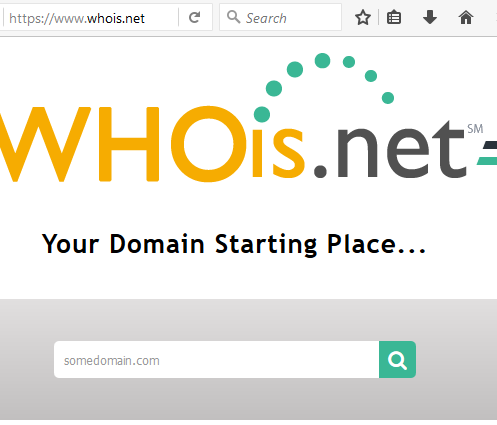 https://www.whois.net
Search
WHOis.net SM
Your Domain Starting Place...
somedomain.com